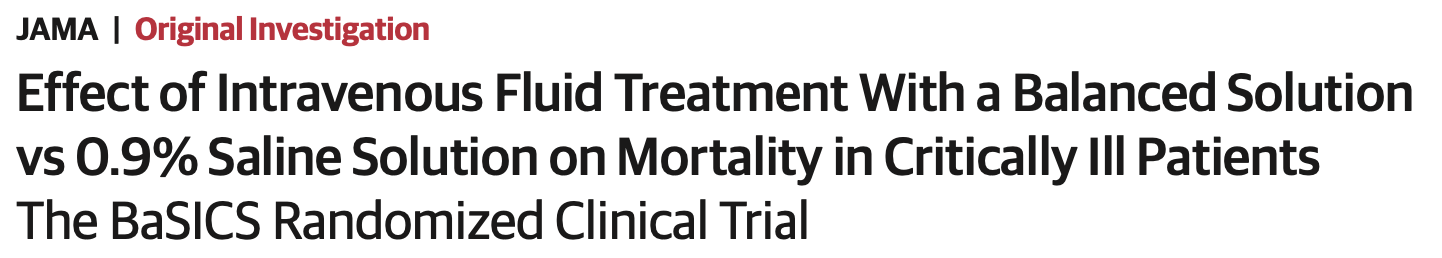 JAMA | Original Investigation
Effect of Intravenous Fluid Treatment With a Balanced Solution
vs 0.9% Saline Solution on Mortality in Critically Ill Patients
The BaSICS Randomized Clinical Trial